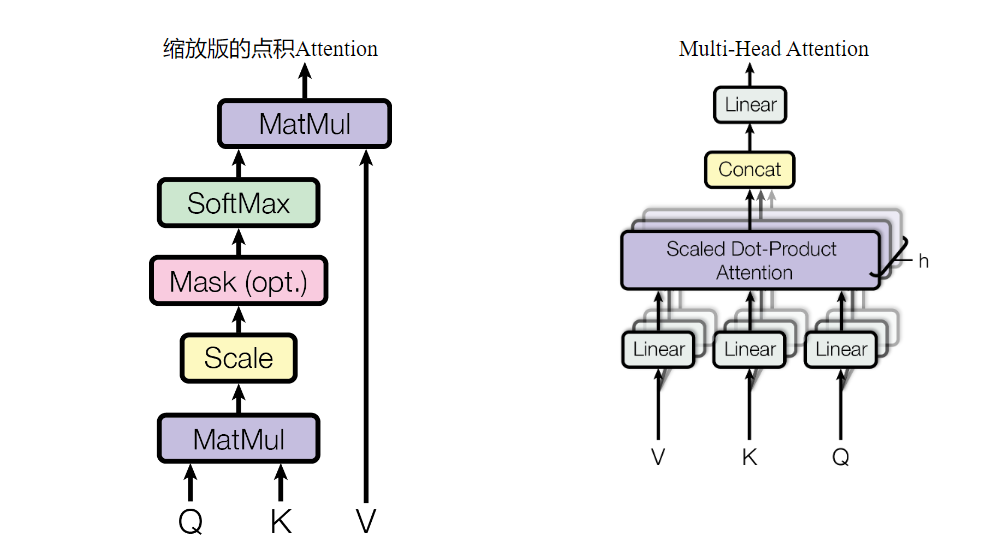 缩放版的点积Attention
MatMul
SoftMax
Mask (opt.)
Scale
MatMul
Q K V
Multi-Head Attention
Linear
Concat
Scaled Dot-Product
Attention
h
Linear Linear Linear
V K Q